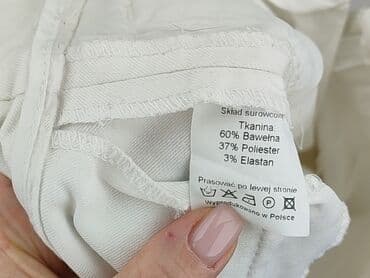 Skład surowcowy
Tkanina:
60% Bawełna
37% Poliester
3% Elastan
Prasować po lewej stronie
P
Wyprodukowano w Polsce